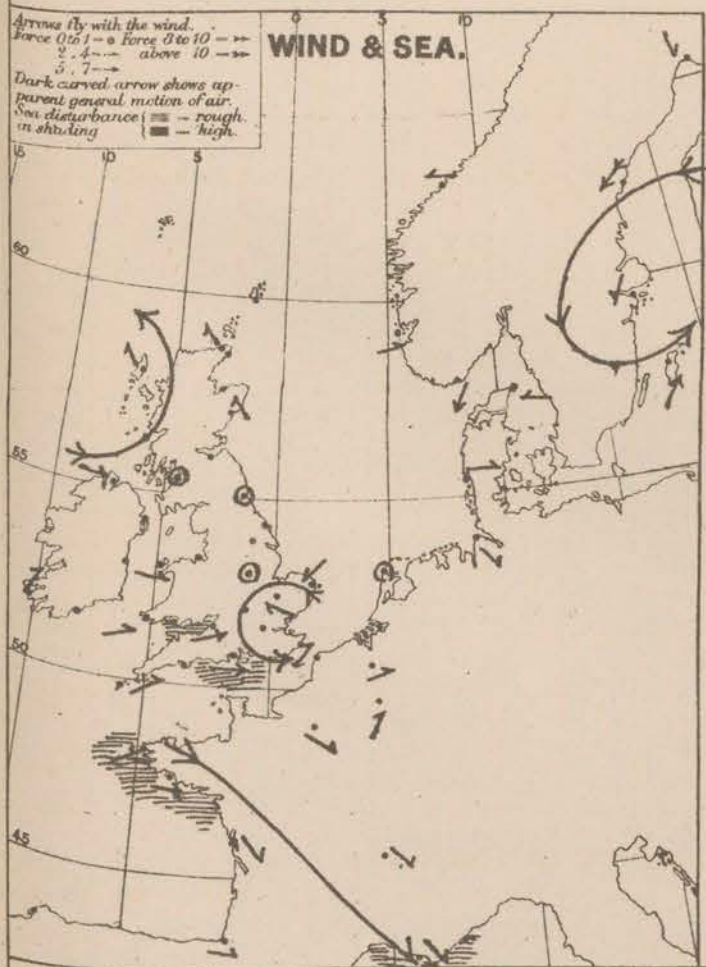 Arrows fly with the wind.
Force 0 to 1 — Force 8 to 10 —
2 . 4 — above 10 —
5 . 7 —
WIND & SEA.
Dark curved arrow shows ap-
parent general motion of air.
Sea disturbance { — rough.
in shading { — high.
15 10 5 0 5 10
60
55
50
45